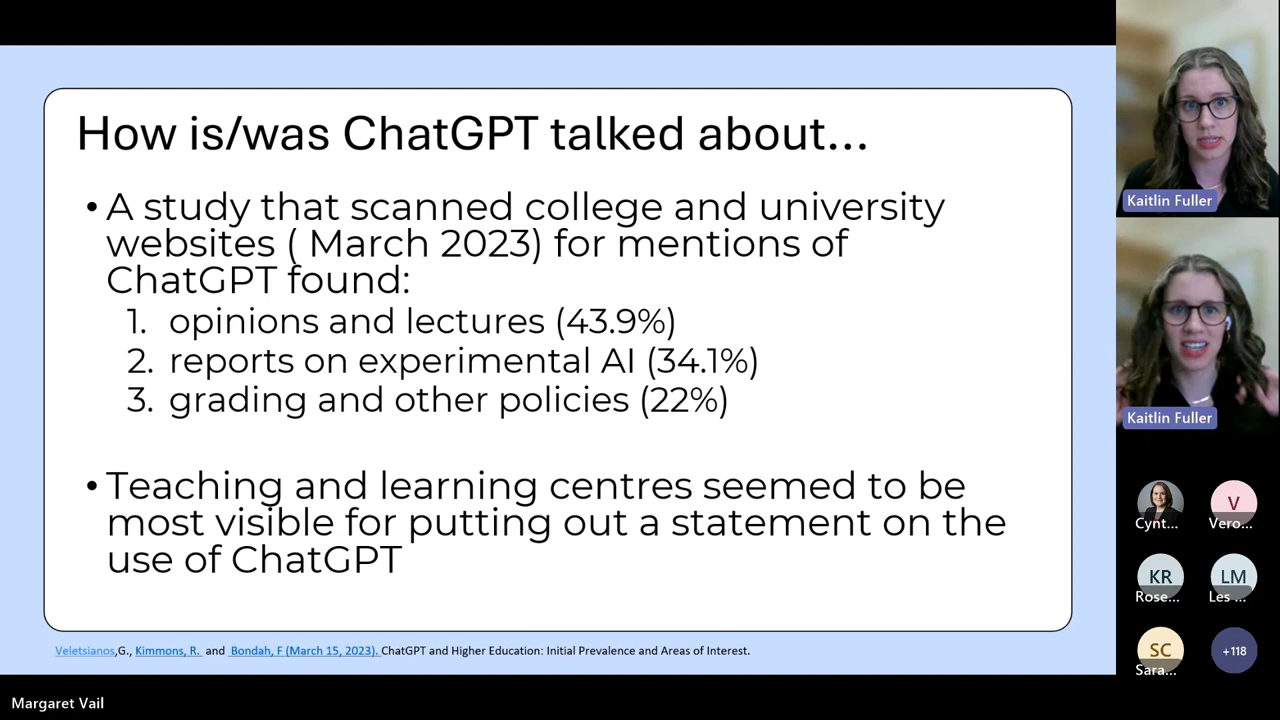 How is/was ChatGPT talked about...
• A study that scanned college and university
websites ( March 2023) for mentions of
ChatGPT found:
1. opinions and lectures (43.9%)
2. reports on experimental AI (34.1%)
3. grading and other policies (22%)
• Teaching and learning centres seemed to be
most visible for putting out a statement on the
use of ChatGPT
Veletsianos,G., Kimmons, R. and Bondah, F (March 15, 2023). ChatGPT and Higher Education: Initial Prevalence and Areas of Interest.
Kaitlin Fuller
Kaitlin Fuller
Cynt...
V
Vero...
KR
Rose...
LM
Les ...
SC
Sara...
+118
Margaret Vail